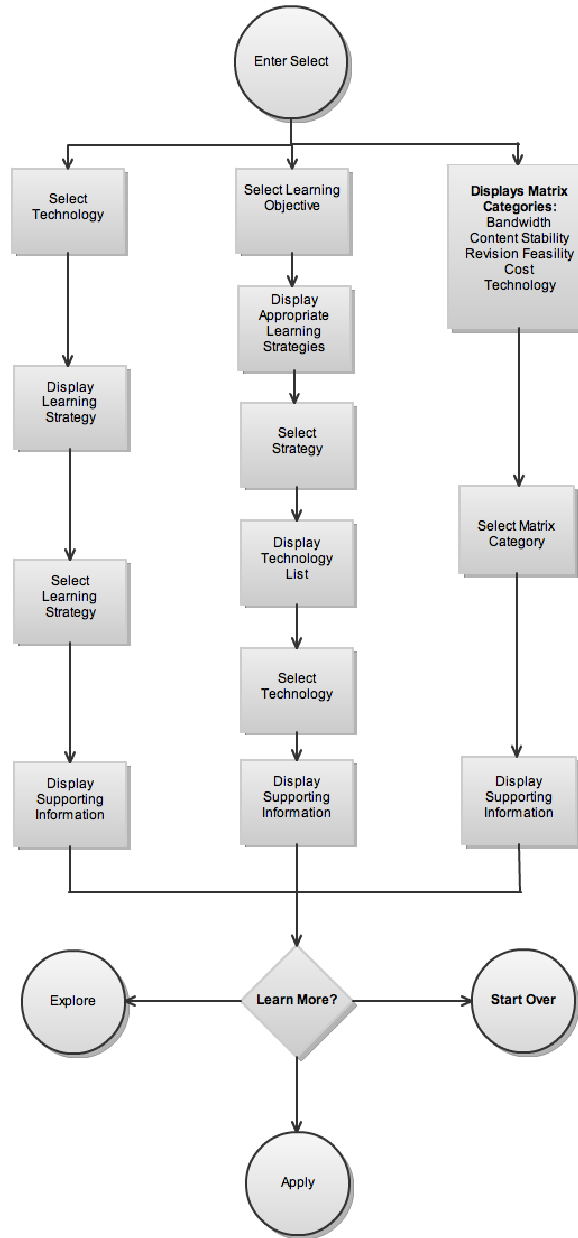 Enter Select
Select
Technology
Select Learning
Objective
Displays Matrix
Categories:
Bandwidth
Content Stability
Revision Feasility
Cost
Technology
Display
Appropriate
Learning
Strategies
Display
Learning
Strategy
Select
Strategy
Select Matrix
Category
Display
Technology
List
Select
Learning
Strategy
Select
Technology
Display
Supporting
Information
Display
Supporting
Information
Display
Supporting
Information
Learn More?
Explore
Start Over
Apply